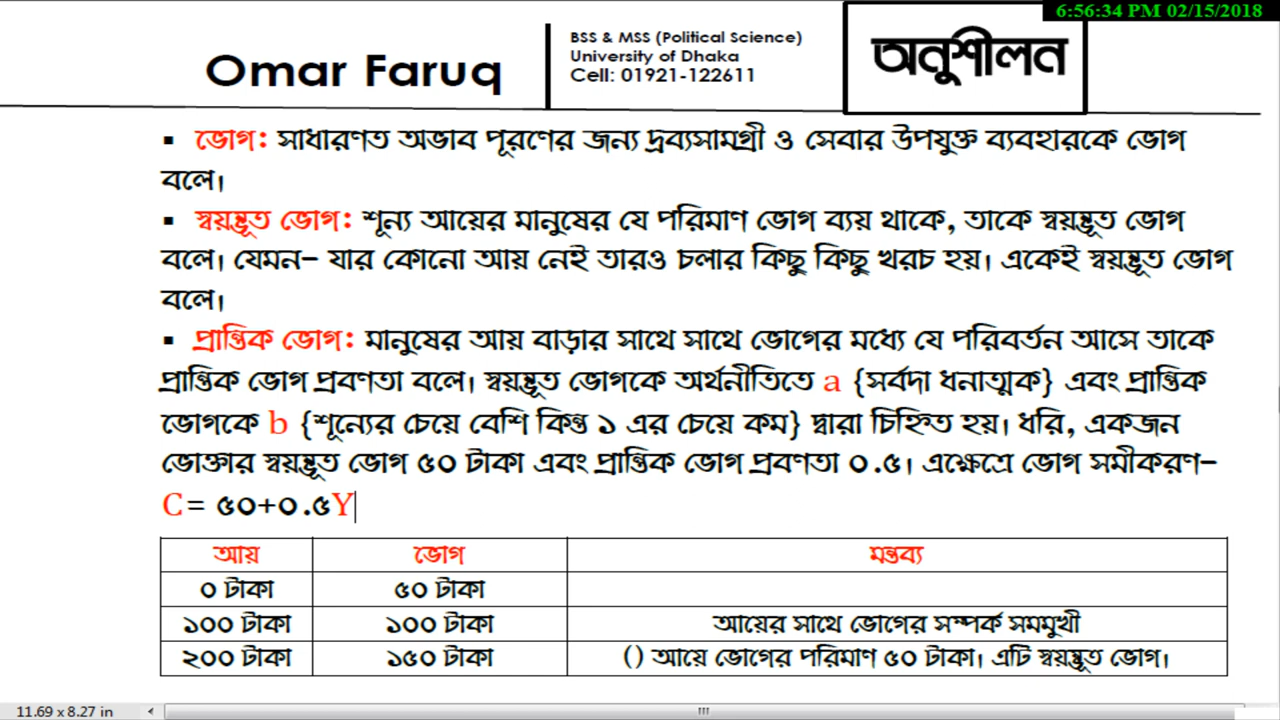 6:56:34 PM 02/15/2018
Omar Faruq
BSS & MSS (Political Science)
University of Dhaka
Cell: 01921-122611
অনুশীলন
▪ ভোগ: সাধারণত অভাব পূরণের জন্য দ্রব্যসামগ্রী ও সেবার উপযুক্ত ব্যবহারকে ভোগ
বলে।
▪ স্বয়ম্ভূত ভোগ: শূন্য আয়ের মানুষের যে পরিমাণ ভোগ ব্যয় থাকে, তাকে স্বয়ম্ভূত ভোগ
বলে। যেমন- যার কোনো আয় নেই তারও চলার কিছু কিছু খরচ হয়। একেই স্বয়ম্ভূত ভোগ
বলে।
▪ প্রান্তিক ভোগ: মানুষের আয় বাড়ার সাথে সাথে ভোগের মধ্যে যে পরিবর্তন আসে তাকে
প্রান্তিক ভোগ প্রবণতা বলে। স্বয়ম্ভূত ভোগকে অর্থনীতিতে a {সর্বদা ধনাত্মক} এবং প্রান্তিক
ভোগকে b {শূন্যের চেয়ে বেশি কিন্তু ১ এর চেয়ে কম} দ্বারা চিহ্নিত হয়। ধরি, একজন
ভোক্তার স্বয়ম্ভূত ভোগ ৫০ টাকা এবং প্রান্তিক ভোগ প্রবণতা ০.৫। এক্ষেত্রে ভোগ সমীকরণ-
C= ৫০+০.৫Y
আয় ভোগ মন্তব্য
০ টাকা ৫০ টাকা
১০০ টাকা ১০০ টাকা আয়ের সাথে ভোগের সম্পর্ক সমমুখী
২০০ টাকা ১৫০ টাকা () আয়ে ভোগের পরিমাণ ৫০ টাকা। এটি স্বয়ম্ভূত ভোগ।
11.69 x 8.27 in